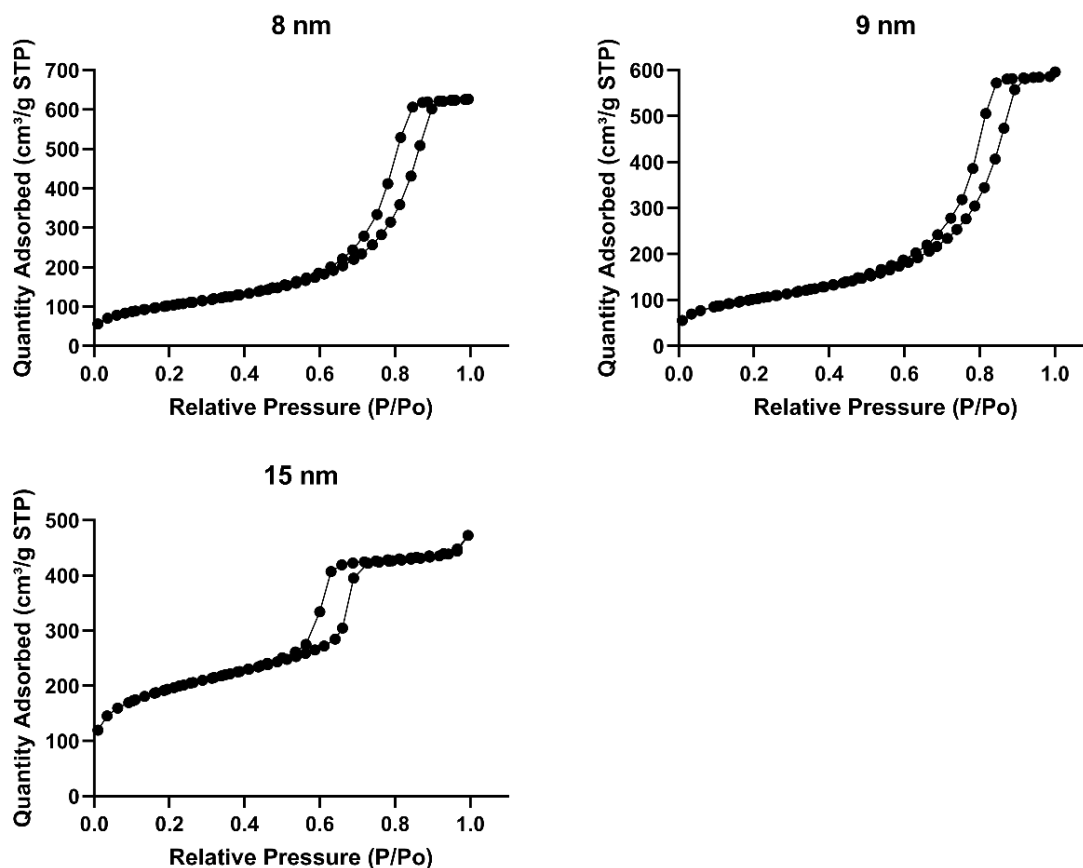 8 nm
Quantity Adsorbed (cm³/g STP)
700
600
500
400
300
200
100
0
0.0 0.2 0.4 0.6 0.8 1.0
Relative Pressure (P/Po)
9 nm
Quantity Adsorbed (cm³/g STP)
600
500
400
300
200
100
0
0.0 0.2 0.4 0.6 0.8 1.0
Relative Pressure (P/Po)
15 nm
Quantity Adsorbed (cm³/g STP)
500
400
300
200
100
0
0.0 0.2 0.4 0.6 0.8 1.0
Relative Pressure (P/Po)